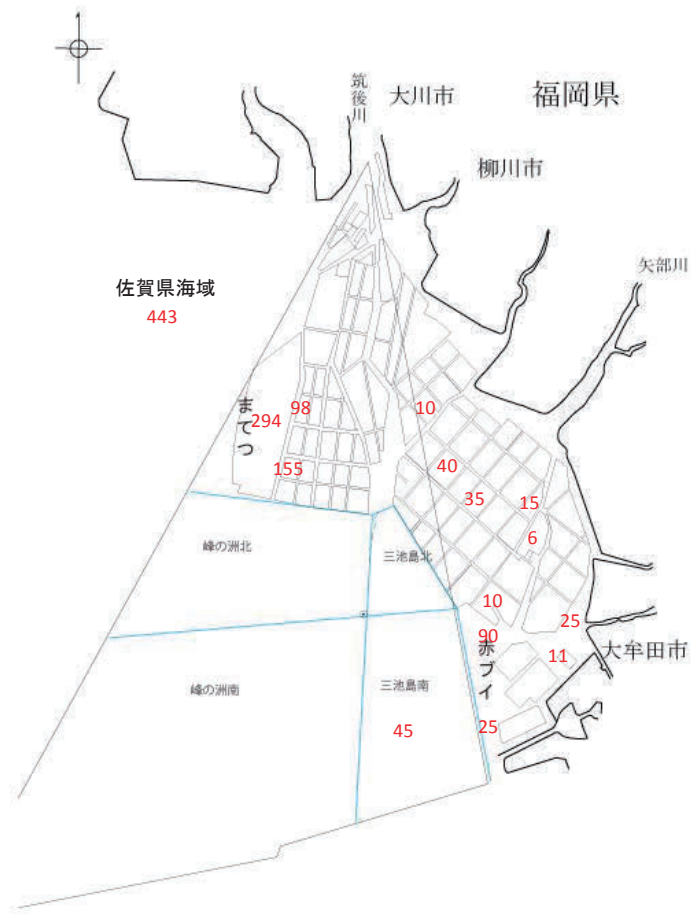 筑後川
大川市
福岡県
柳川市
矢部川
佐賀県海域
443
まてつ
294
98
10
155
40
35
15
6
峰の洲北
三池島北
10
25
90
赤ブイ
11
大牟田市
峰の洲南
三池島南
45
25